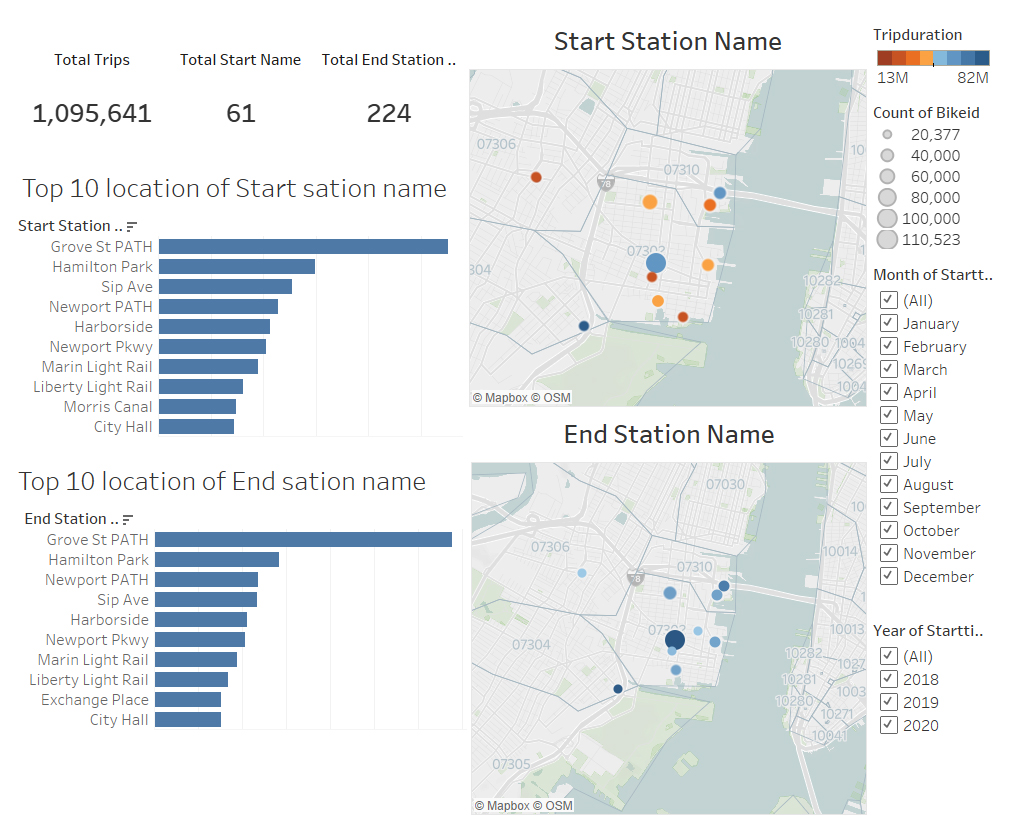 Total Trips
Total Start Name
Total End Station ..
1,095,641
61
224
Top 10 location of Start sation name
Start Station ..
Grove St PATH
Hamilton Park
Sip Ave
Newport PATH
Harborside
Newport Pkwy
Marin Light Rail
Liberty Light Rail
Morris Canal
City Hall
Top 10 location of End sation name
End Station ..
Grove St PATH
Hamilton Park
Newport PATH
Sip Ave
Harborside
Newport Pkwy
Marin Light Rail
Liberty Light Rail
Exchange Place
City Hall
Start Station Name
07306
07310
78
07302
304
10
10282
10281
10280
1004
10269
1004
© Mapbox © OSM
End Station Name
07030
10
07306
10014
07310
78
07302
07304
10013
10282
1027
10280
1003
10271
10041
07305
© Mapbox © OSM
Tripduration
13M
82M
Count of Bikeid
20,377
40,000
60,000
80,000
100,000
110,523
Month of Startt..
(All)
January
February
March
April
May
June
July
August
September
October
November
December
Year of Startti..
(All)
2018
2019
2020